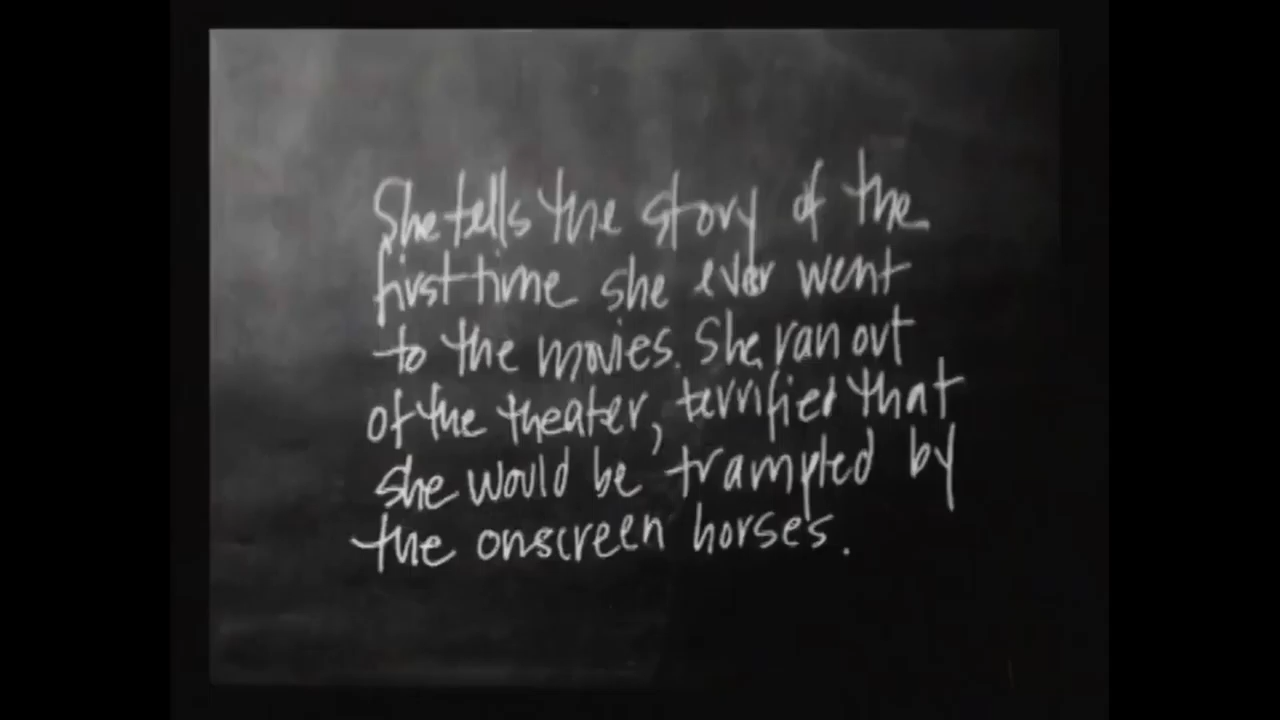 She tells the story of the
first time she ever went
to the movies. She ran out
of the theater, terrified that
she would be trampled by
the onscreen horses.